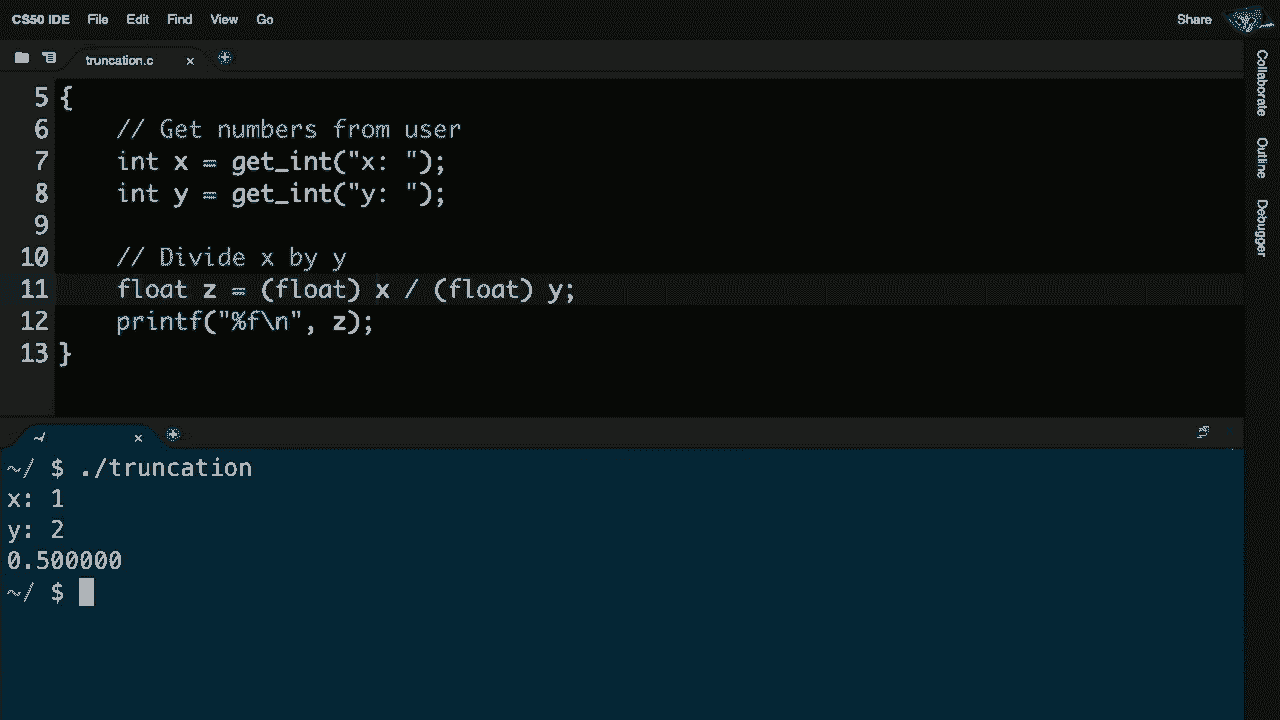 CS50 IDE File Edit Find View Go Share
truncation.c ×
5 {
6     // Get numbers from user
7     int x = get_int("x: ");
8     int y = get_int("y: ");
9
10     // Divide x by y
11     float z = (float) x / (float) y;
12     printf("%f\n", z);
13 }
~/ ×
~/ $ ./truncation
x: 1
y: 2
0.500000
~/ $
Collaborate
Outline
Debugger